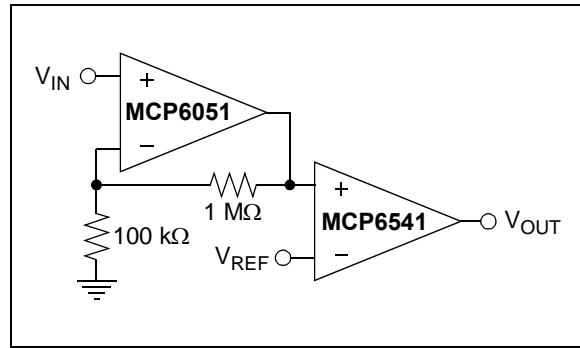 V_IN
+
MCP6051
−
1 MΩ
100 kΩ
+
MCP6541
V_OUT
V_REF
−